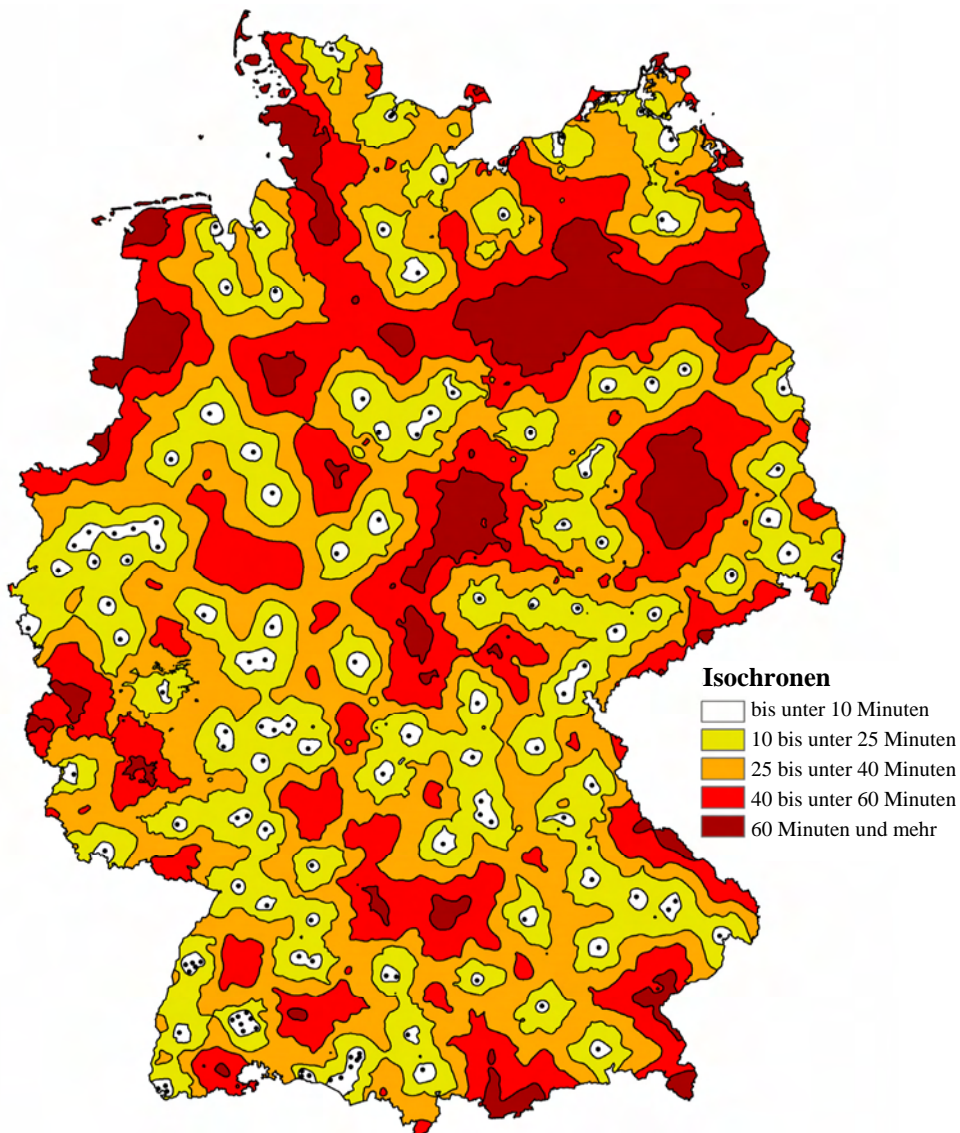 Isochronen
bis unter 10 Minuten
10 bis unter 25 Minuten
25 bis unter 40 Minuten
40 bis unter 60 Minuten
60 Minuten und mehr